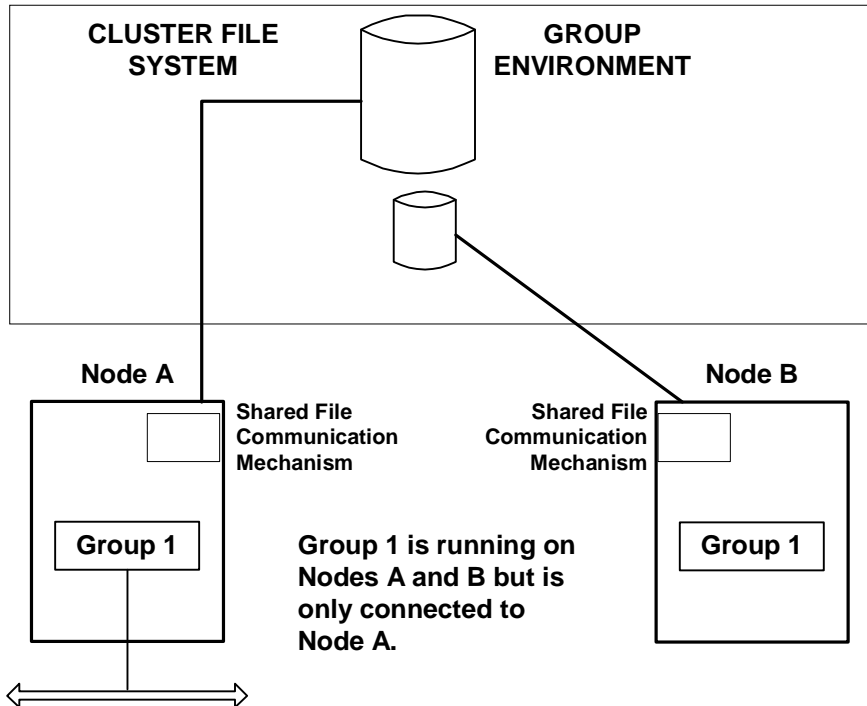 CLUSTER FILE
SYSTEM
GROUP
ENVIRONMENT
Node A
Node B
Shared File
Communication
Mechanism
Shared File
Communication
Mechanism
Group 1
Group 1 is running on
Nodes A and B but is
only connected to
Node A.
Group 1